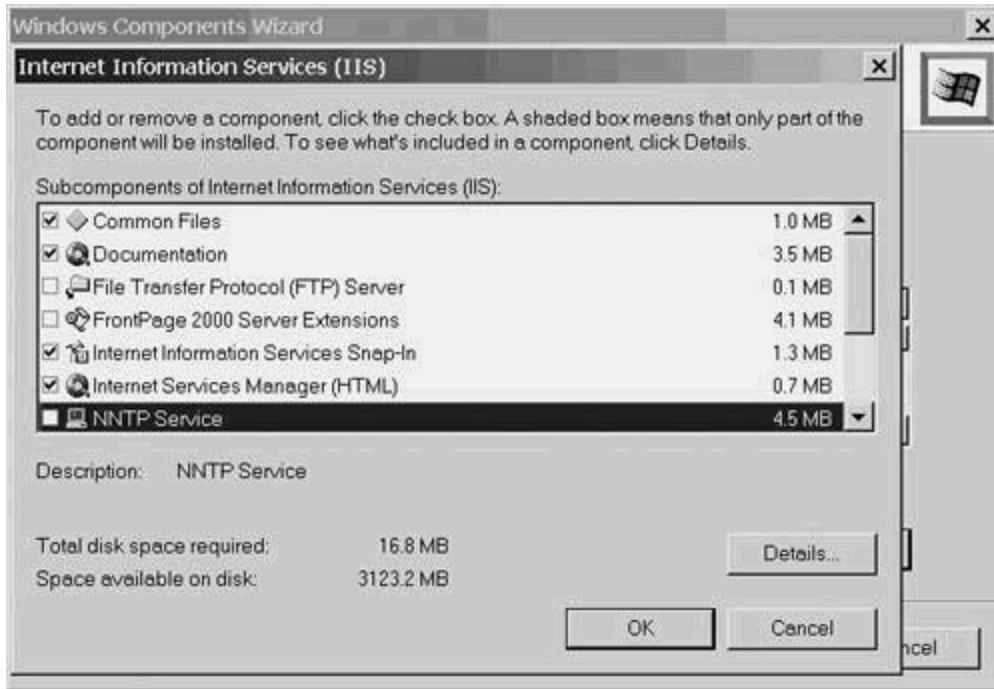 Windows Components Wizard
Internet Information Services (IIS)
To add or remove a component, click the check box. A shaded box means that only part of the
component will be installed. To see what's included in a component, click Details.
Subcomponents of Internet Information Services (IIS):
Common Files 1.0 MB
Documentation 3.5 MB
File Transfer Protocol (FTP) Server 0.1 MB
FrontPage 2000 Server Extensions 4.1 MB
Internet Information Services Snap-In 1.3 MB
Internet Services Manager (HTML) 0.7 MB
NNTP Service 4.5 MB
Description: NNTP Service
Total disk space required: 16.8 MB
Space available on disk: 3123.2 MB
Details...
OK Cancel
ncel